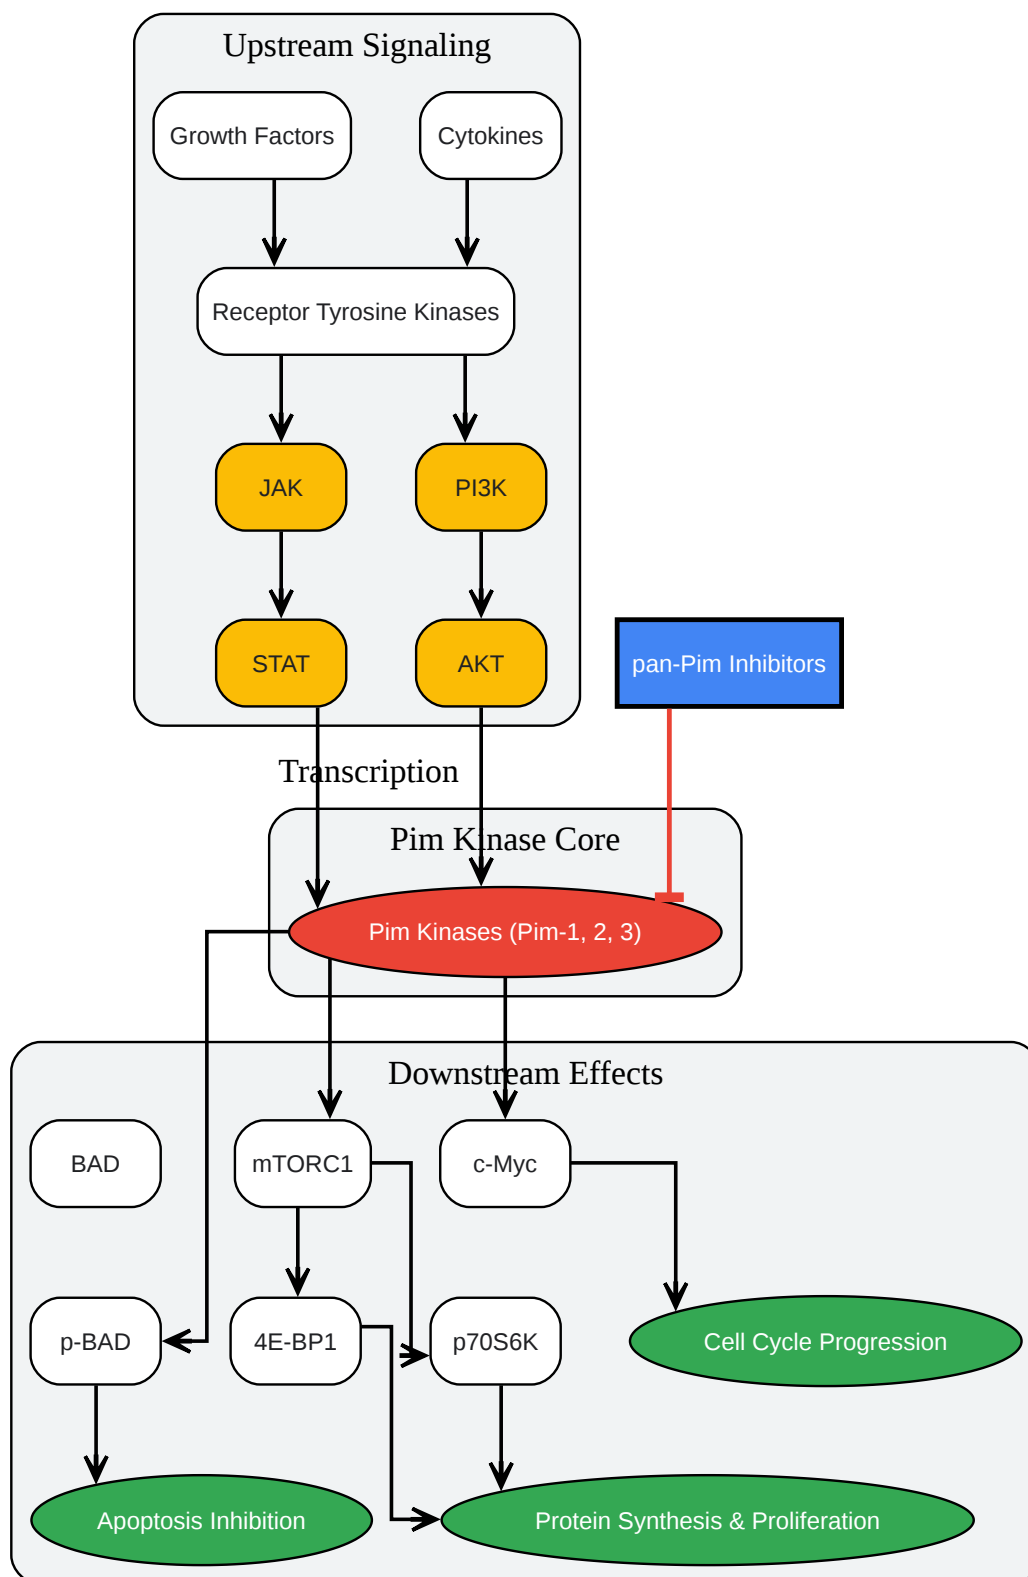 Upstream Signaling
Growth Factors
Cytokines
Receptor Tyrosine Kinases
JAK
PI3K
STAT
AKT
pan-Pim Inhibitors
Transcription
Pim Kinase Core
Pim Kinases (Pim-1, 2, 3)
Downstream Effects
BAD
mTORC1
c-Myc
p-BAD
4E-BP1
p70S6K
Cell Cycle Progression
Apoptosis Inhibition
Protein Synthesis & Proliferation